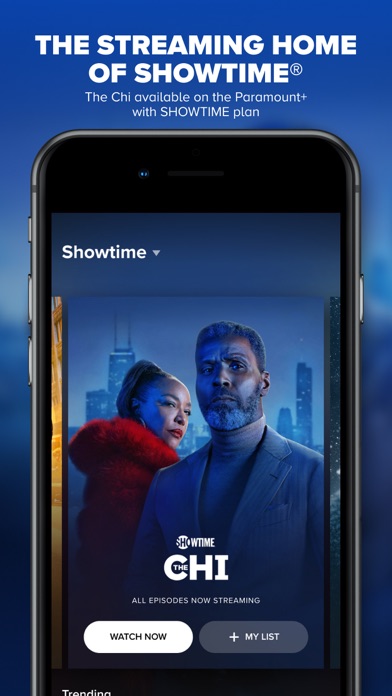 THE STREAMING HOME
OF SHOWTIME®
The Chi available on the Paramount+
with SHOWTIME plan
Showtime
SHOWTIME
THE CHI
ALL EPISODES NOW STREAMING
WATCH NOW
+ MY LIST
Trending